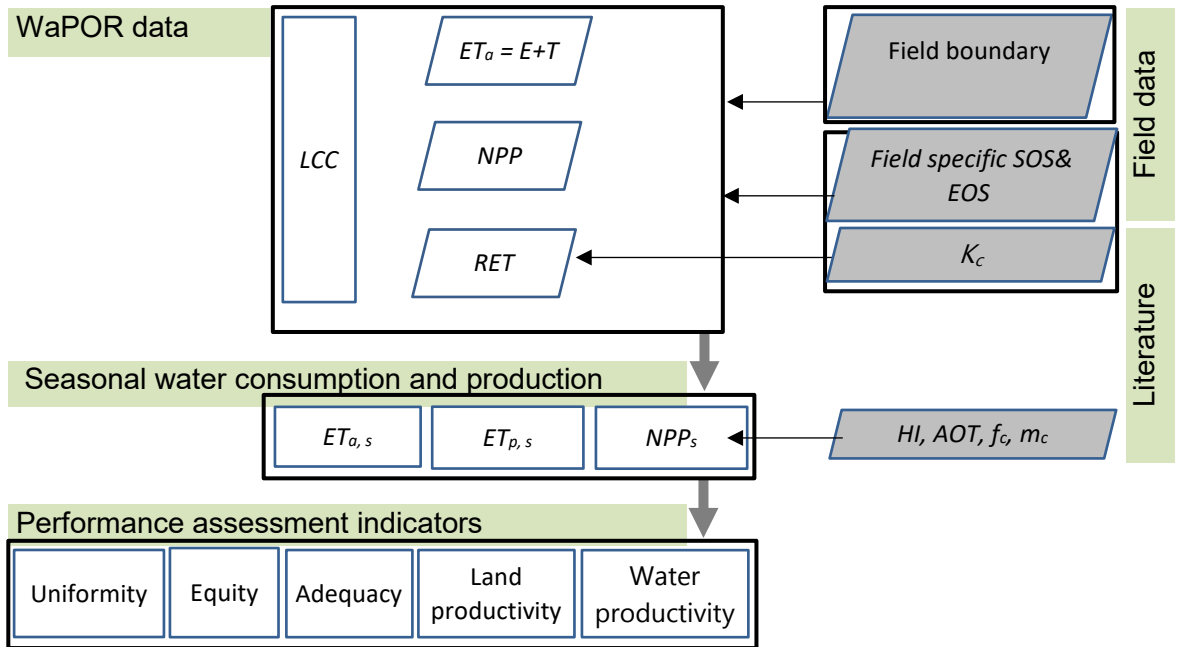 WaPOR data
LCC
ETa = E+T
NPP
RET
Field boundary
Field specific SOS&
EOS
Kc
Field data
Literature
Seasonal water consumption and production
ETa, s
ETp, s
NPPs
HI, AOT, fc, mc
Performance assessment indicators
Uniformity
Equity
Adequacy
Land
productivity
Water
productivity